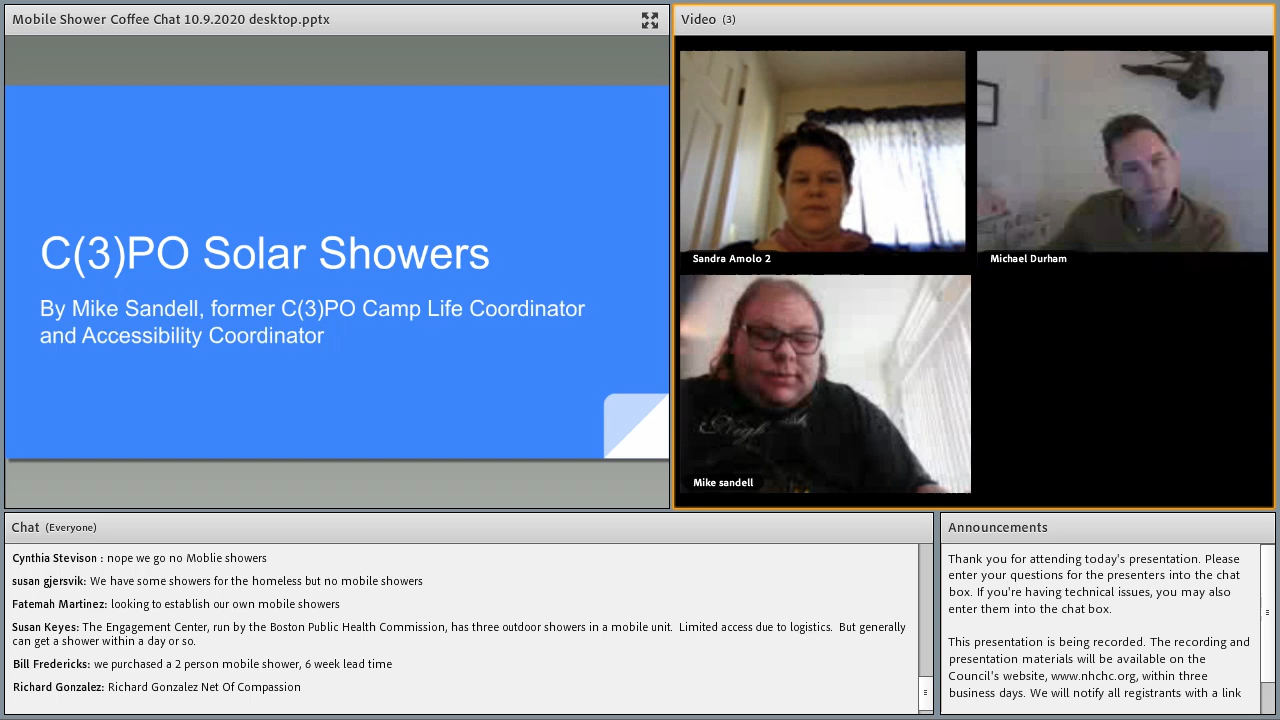 Mobile Shower Coffee Chat 10.9.2020 desktop.pptx
C(3)PO Solar Showers
By Mike Sandell, former C(3)PO Camp Life Coordinator
and Accessibility Coordinator
Video (3)
Sandra Amolo 2
Michael Durham
Mike sandell
Chat (Everyone)
Cynthia Stevison : nope we go no Moblie showers
susan gjersvik: We have some showers for the homeless but no mobile showers
Fatemah Martinez: looking to establish our own mobile showers
Susan Keyes: The Engagement Center, run by the Boston Public Health Commission, has three outdoor showers in a mobile unit. Limited access due to logistics. But generally
can get a shower within a day or so.
Bill Fredericks: we purchased a 2 person mobile shower, 6 week lead time
Richard Gonzalez: Richard Gonzalez Net Of Compassion
Announcements
Thank you for attending today's presentation. Please
enter your questions for the presenters into the chat
box. If you're having technical issues, you may also
enter them into the chat box.
This presentation is being recorded. The recording and
presentation materials will be available on the
Council's website, www.nhchc.org, within three
business days. We will notify all registrants with a link